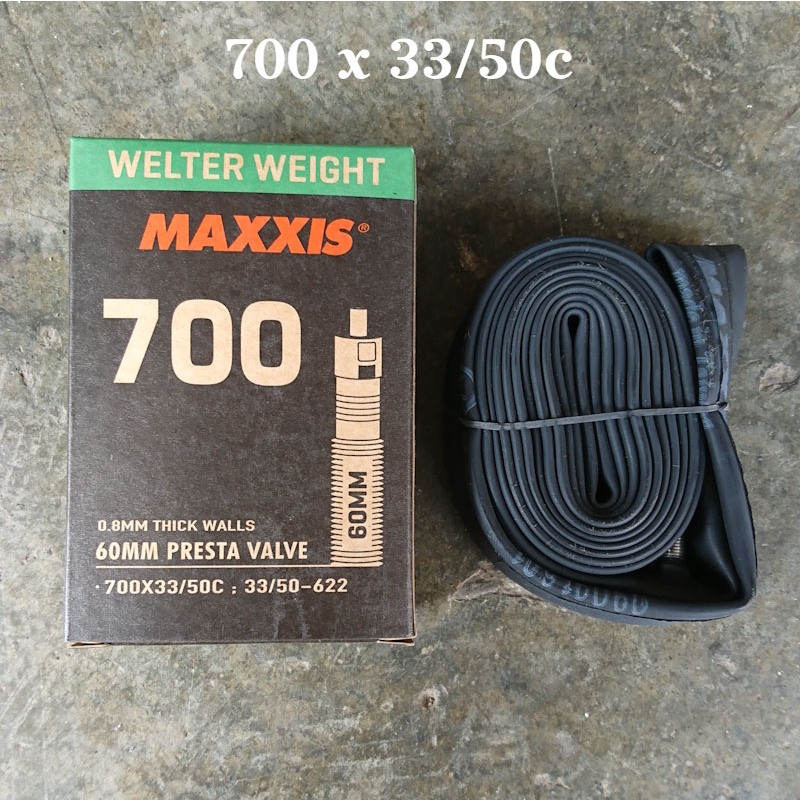 700 x 33/50c
WELTER WEIGHT
MAXXIS®
700
60MM
0.8MM THICK WALLS
60MM PRESTA VALVE
·700X33/50C ; 33/50-622